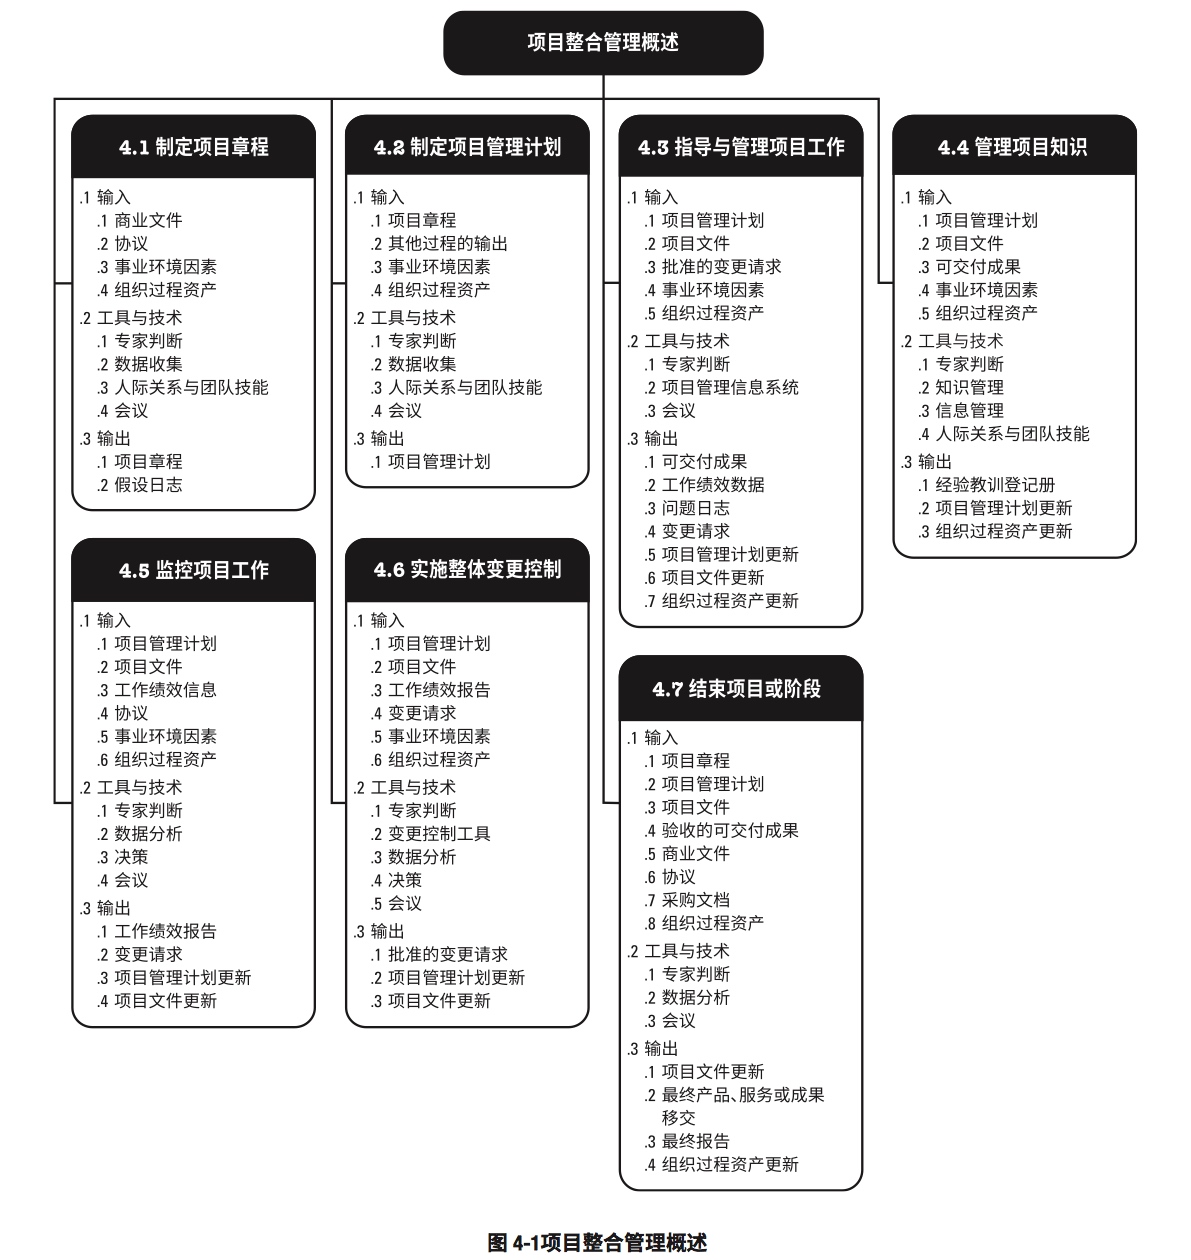 项目整合管理概述
4.1 制定项目章程
.1 输入
.1 商业文件
.2 协议
.3 事业环境因素
.4 组织过程资产
.2 工具与技术
.1 专家判断
.2 数据收集
.3 人际关系与团队技能
.4 会议
.3 输出
.1 项目章程
.2 假设日志
4.2 制定项目管理计划
.1 输入
.1 项目章程
.2 其他过程的输出
.3 事业环境因素
.4 组织过程资产
.2 工具与技术
.1 专家判断
.2 数据收集
.3 人际关系与团队技能
.4 会议
.3 输出
.1 项目管理计划
4.3 指导与管理项目工作
.1 输入
.1 项目管理计划
.2 项目文件
.3 批准的变更请求
.4 事业环境因素
.5 组织过程资产
.2 工具与技术
.1 专家判断
.2 项目管理信息系统
.3 会议
.3 输出
.1 可交付成果
.2 工作绩效数据
.3 问题日志
.4 变更请求
.5 项目管理计划更新
.6 项目文件更新
.7 组织过程资产更新
4.4 管理项目知识
.1 输入
.1 项目管理计划
.2 项目文件
.3 可交付成果
.4 事业环境因素
.5 组织过程资产
.2 工具与技术
.1 专家判断
.2 知识管理
.3 信息管理
.4 人际关系与团队技能
.3 输出
.1 经验教训登记册
.2 项目管理计划更新
.3 组织过程资产更新
4.5 监控项目工作
.1 输入
.1 项目管理计划
.2 项目文件
.3 工作绩效信息
.4 协议
.5 事业环境因素
.6 组织过程资产
.2 工具与技术
.1 专家判断
.2 数据分析
.3 决策
.4 会议
.3 输出
.1 工作绩效报告
.2 变更请求
.3 项目管理计划更新
.4 项目文件更新
4.6 实施整体变更控制
.1 输入
.1 项目管理计划
.2 项目文件
.3 工作绩效报告
.4 变更请求
.5 事业环境因素
.6 组织过程资产
.2 工具与技术
.1 专家判断
.2 变更控制工具
.3 数据分析
.4 决策
.5 会议
.3 输出
.1 批准的变更请求
.2 项目管理计划更新
.3 项目文件更新
4.7 结束项目或阶段
.1 输入
.1 项目章程
.2 项目管理计划
.3 项目文件
.4 验收的可交付成果
.5 商业文件
.6 协议
.7 采购文档
.8 组织过程资产
.2 工具与技术
.1 专家判断
.2 数据分析
.3 会议
.3 输出
.1 项目文件更新
.2 最终产品、服务或成果
移交
.3 最终报告
.4 组织过程资产更新
图 4-1项目整合管理概述